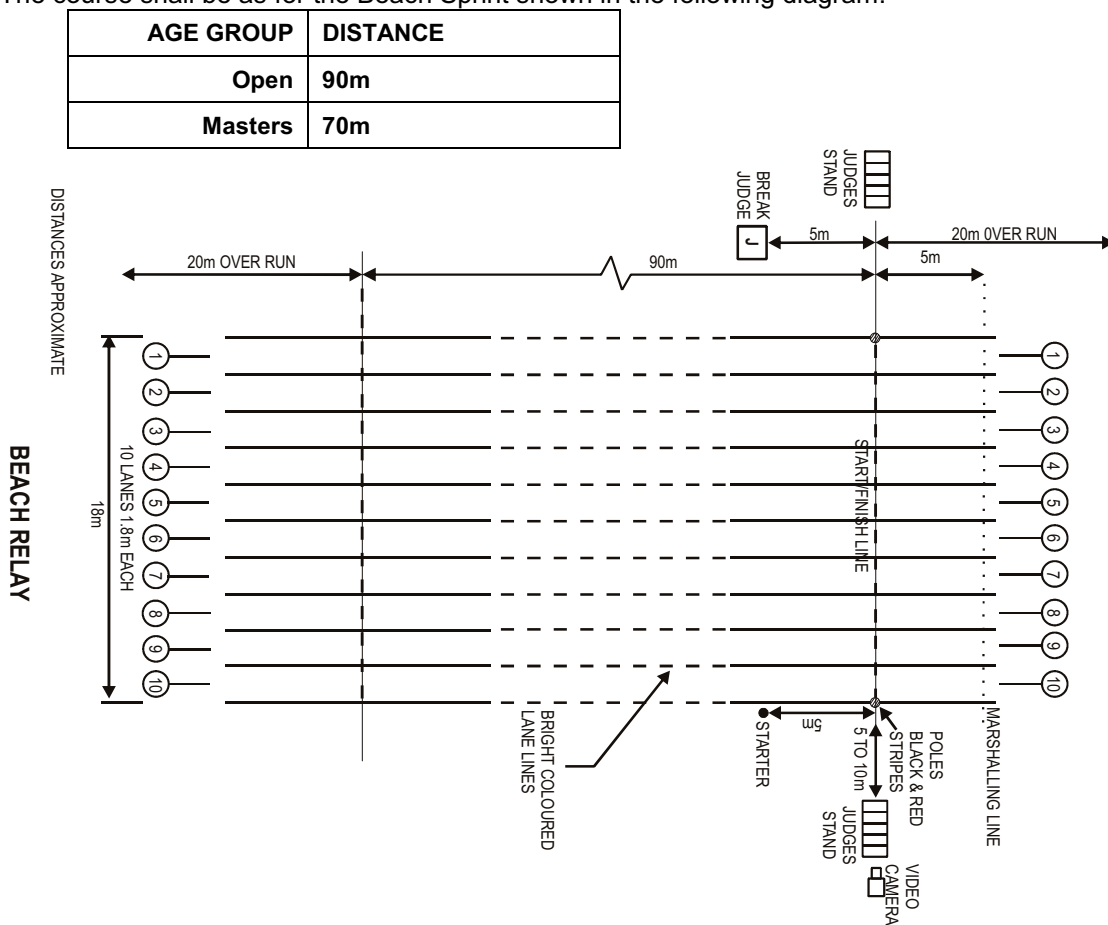 The course shall be as for the Beach Sprint shown in the following diagram:
AGE GROUP DISTANCE
Open 90m
Masters 70m
JUDGES
STAND
BREAK
JUDGE
J
5m
20m 0VER RUN
DISTANCES APPROXIMATE
20m OVER RUN
90m
5m
1
2
3
4
5
6
7
8
9
10
1
2
3
4
5
6
7
8
9
10
18m
10 LANES 1.8m EACH
START/FINISH LINE
BEACH RELAY
BRIGHT COLOURED
LANE LINES
STARTER
5m
5 TO 10m
POLES
BLACK & RED
STRIPES
MARSHALLING LINE
JUDGES
STAND
VIDEO
CAMERA